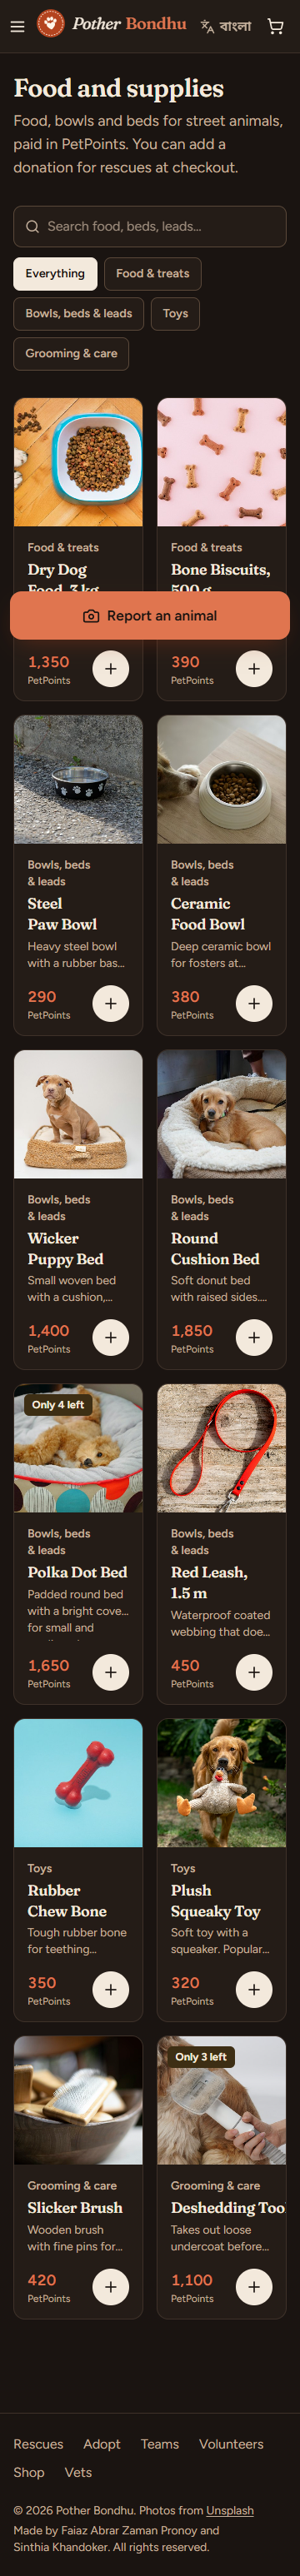 Pother Bondhu
বাংলা
Food and supplies
Food, bowls and beds for street animals,
paid in PetPoints. You can add a
donation for rescues at checkout.
Search food, beds, leads...
Everything
Food & treats
Bowls, beds & leads
Toys
Grooming & care
Food & treats
Dry Dog
1,350
PetPoints
Food & treats
Bone Biscuits,
390
PetPoints
Report an animal
Bowls, beds
& leads
Steel
Paw Bowl
Heavy steel bowl
with a rubber bas...
290
PetPoints
Bowls, beds
& leads
Ceramic
Food Bowl
Deep ceramic bowl
for fosters at...
380
PetPoints
Bowls, beds
& leads
Wicker
Puppy Bed
Small woven bed
with a cushion,...
1,400
PetPoints
Bowls, beds
& leads
Round
Cushion Bed
Soft donut bed
with raised sides....
1,850
PetPoints
Only 4 left
Bowls, beds
& leads
Polka Dot Bed
Padded round bed
with a bright cove...
for small and
1,650
PetPoints
Bowls, beds
& leads
Red Leash,
1.5 m
Waterproof coated
webbing that doe...
450
PetPoints
Toys
Rubber
Chew Bone
Tough rubber bone
for teething...
350
PetPoints
Toys
Plush
Squeaky Toy
Soft toy with a
squeaker. Popular...
320
PetPoints
Grooming & care
Slicker Brush
Wooden brush
with fine pins for...
420
PetPoints
Only 3 left
Grooming & care
Deshedding Tool
Takes out loose
undercoat before...
1,100
PetPoints
Rescues
Adopt
Teams
Volunteers
Shop
Vets
© 2026 Pother Bondhu. Photos from Unsplash
Made by Faiaz Abrar Zaman Pronoy and
Sinthia Khandoker. All rights reserved.